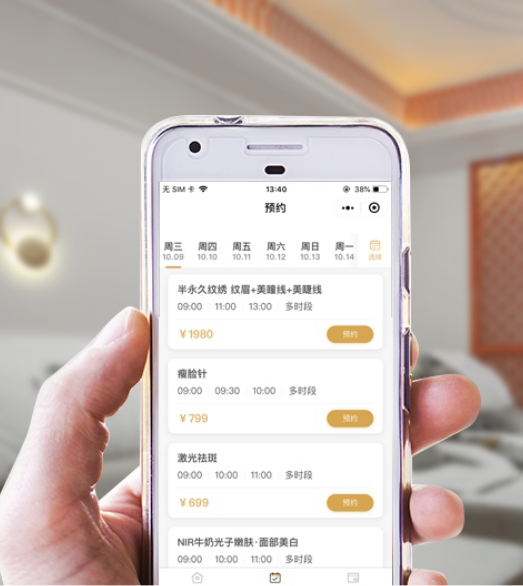 无 SIM 卡 13:40 38%
预约
周三 周四 周五 周六 周日 周一
10.09 10.10 10.11 10.12 10.13 10.14 选择
半永久纹绣 纹眉+美瞳线+美睫线
09:00 11:00 13:00 多时段
￥1980 预约
瘦脸针
09:00 09:30 10:00 多时段
￥799 预约
激光祛斑
09:00 10:00 11:00 多时段
￥699 预约
NIR牛奶光子嫩肤·面部美白
09:00 10:00 11:00 多时段